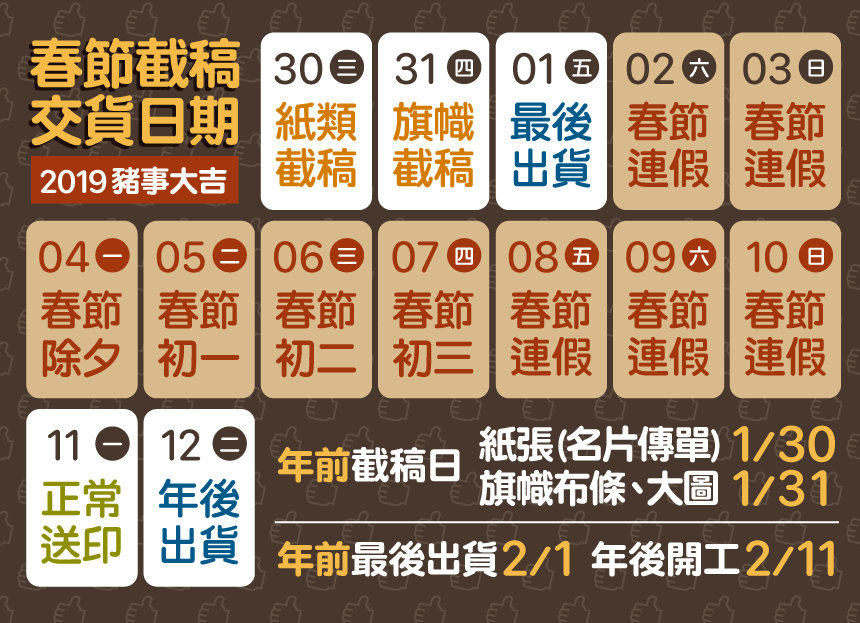 春節截稿
交貨日期
2019 豬事大吉
30 三
紙類
截稿
31 四
旗幟
截稿
01 五
最後
出貨
02 六
春節
連假
03 日
春節
連假
04 一
春節
除夕
05 二
春節
初一
06 三
春節
初二
07 四
春節
初三
08 五
春節
連假
09 六
春節
連假
10 日
春節
連假
11 一
正常
送印
12 二
年後
出貨
年前截稿日
紙張(名片傳單) 1/30
旗幟布條、大圖 1/31
年前最後出貨2/1 年後開工2/11